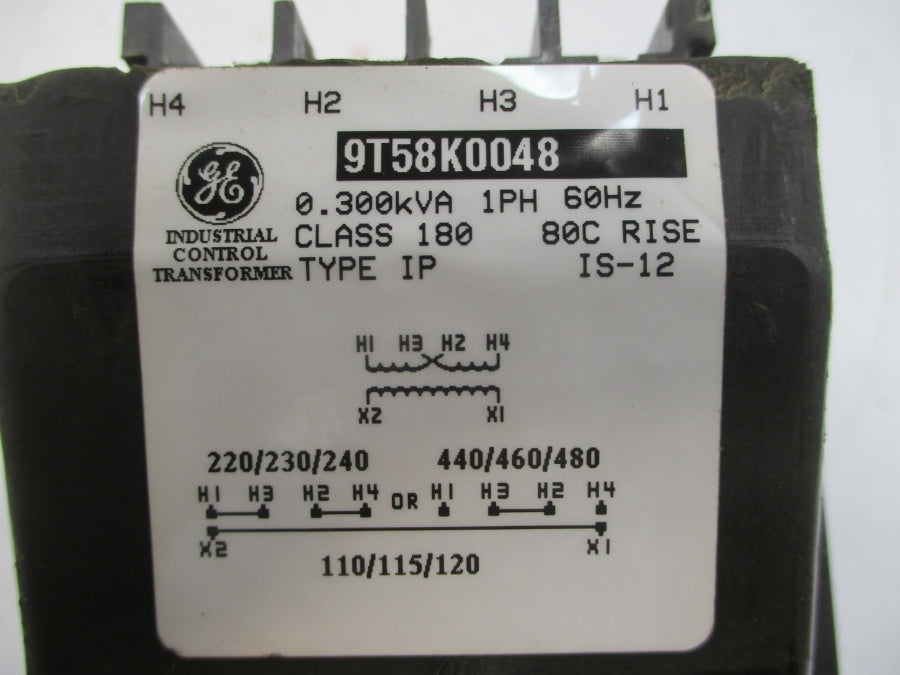 H4 H2 H3 H1
9T58K0048
GE
0.300kVA 1PH 60Hz
INDUSTRIAL CONTROL TRANSFORMER
CLASS 180 80C RISE
TYPE IP IS-12
H1 H3 H2 H4
X2 X1
220/230/240 440/460/480
H1 H3 H2 H4 OR H1 H3 H2 H4
X2 X1
110/115/120